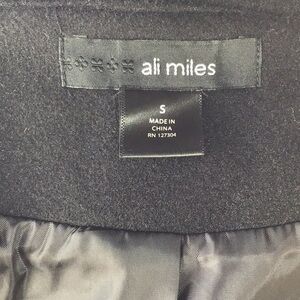 ali miles
S
MADE IN
CHINA
RN 127304